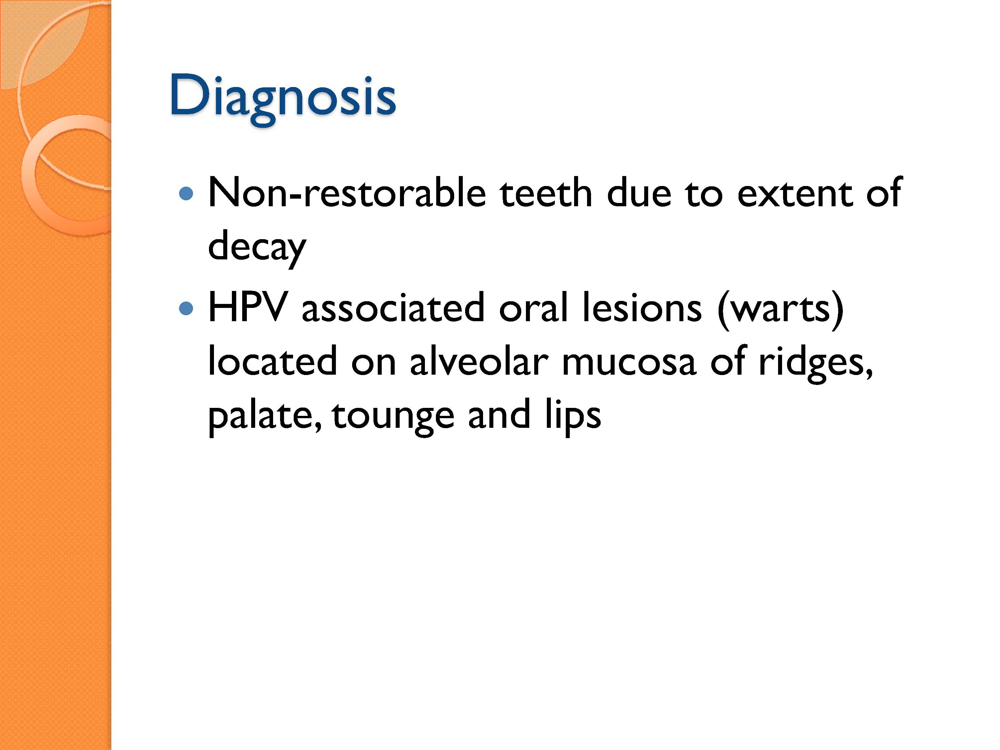 Diagnosis
• Non-restorable teeth due to extent of
decay
• HPV associated oral lesions (warts)
located on alveolar mucosa of ridges,
palate, tounge and lips